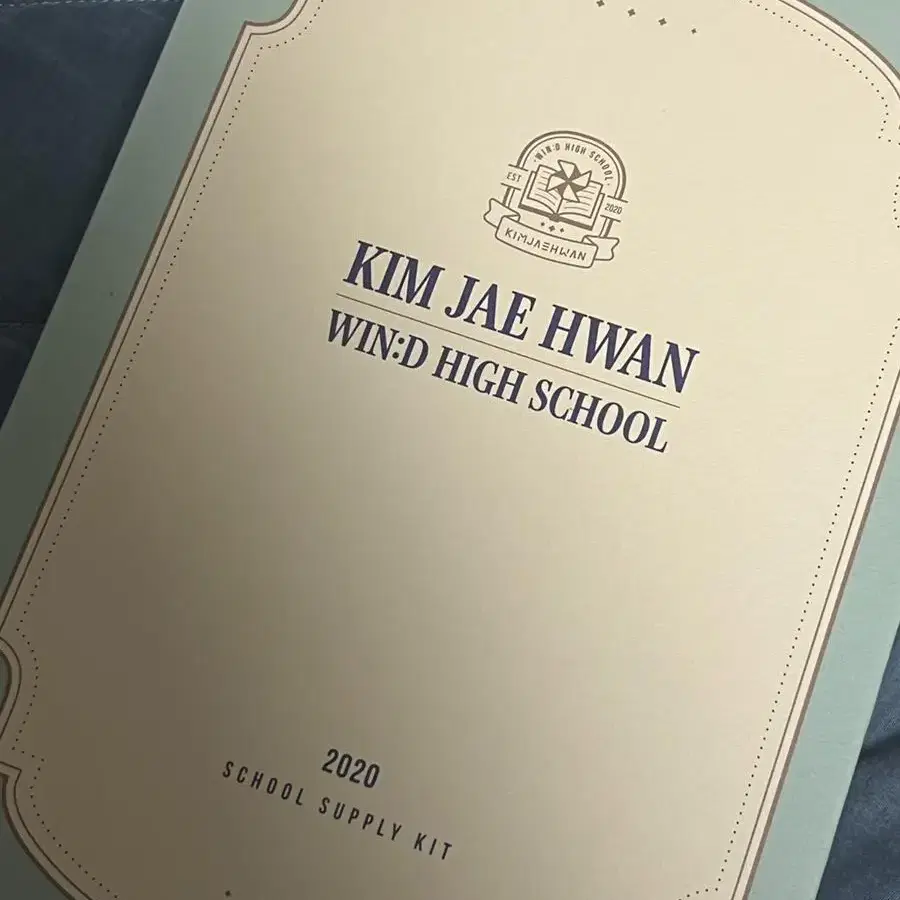 WIN:D HIGH SCHOOL
EST 2020
KIMJAEHWAN
KIM JAE HWAN
WIN:D HIGH SCHOOL
2020
SCHOOL SUPPLY KIT